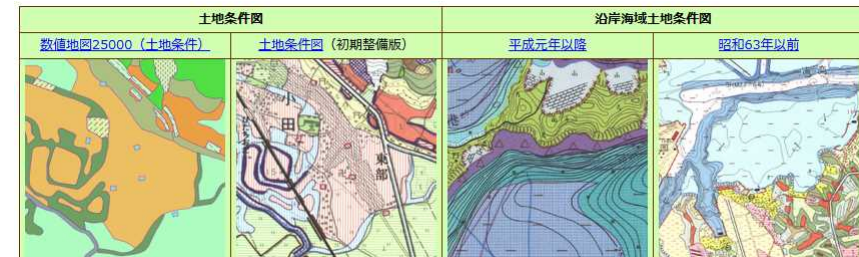 土地条件図
沿岸海域土地条件図
数値地図25000（土地条件）
土地条件図（初期整備版）
平成元年以降
昭和63年以前
小田
東部